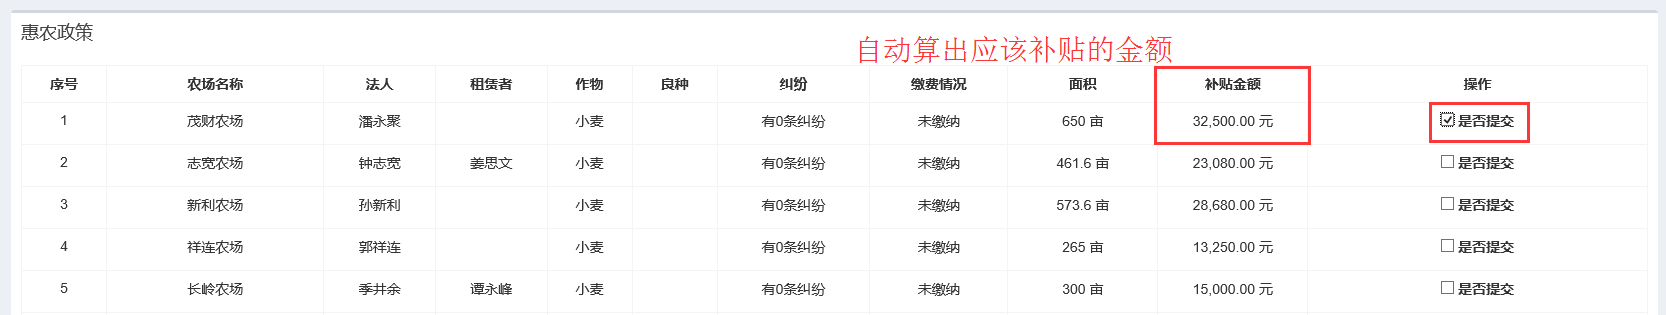 惠农政策
自动算出应该补贴的金额
序号 农场名称 法人 租赁者 作物 良种 纠纷 缴费情况 面积 补贴金额 操作
1 茂财农场 潘永聚 小麦 有0条纠纷 未缴纳 650 亩 32,500.00 元 是否提交
2 志宽农场 钟志宽 姜思文 小麦 有0条纠纷 未缴纳 461.6 亩 23,080.00 元 是否提交
3 新利农场 孙新利 小麦 有0条纠纷 未缴纳 573.6 亩 28,680.00 元 是否提交
4 祥连农场 郭祥连 小麦 有0条纠纷 未缴纳 265 亩 13,250.00 元 是否提交
5 长岭农场 季井余 谭永峰 小麦 有0条纠纷 未缴纳 300 亩 15,000.00 元 是否提交